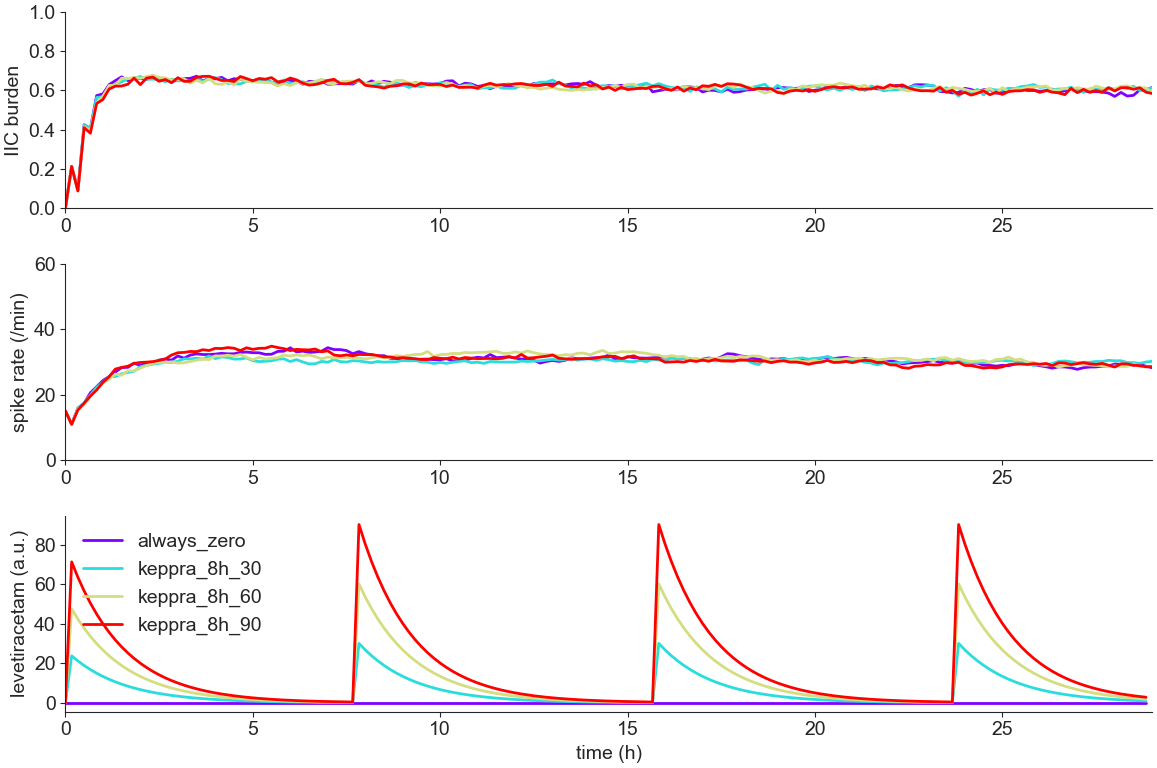 1.0
0.8
0.6
0.4
0.2
0.0
IIC burden
0 5 10 15 20 25
60
40
20
0
spike rate (/min)
0 5 10 15 20 25
80
60
40
20
0
levetiracetam (a.u.)
always_zero
keppra_8h_30
keppra_8h_60
keppra_8h_90
0 5 10 15 20 25
time (h)